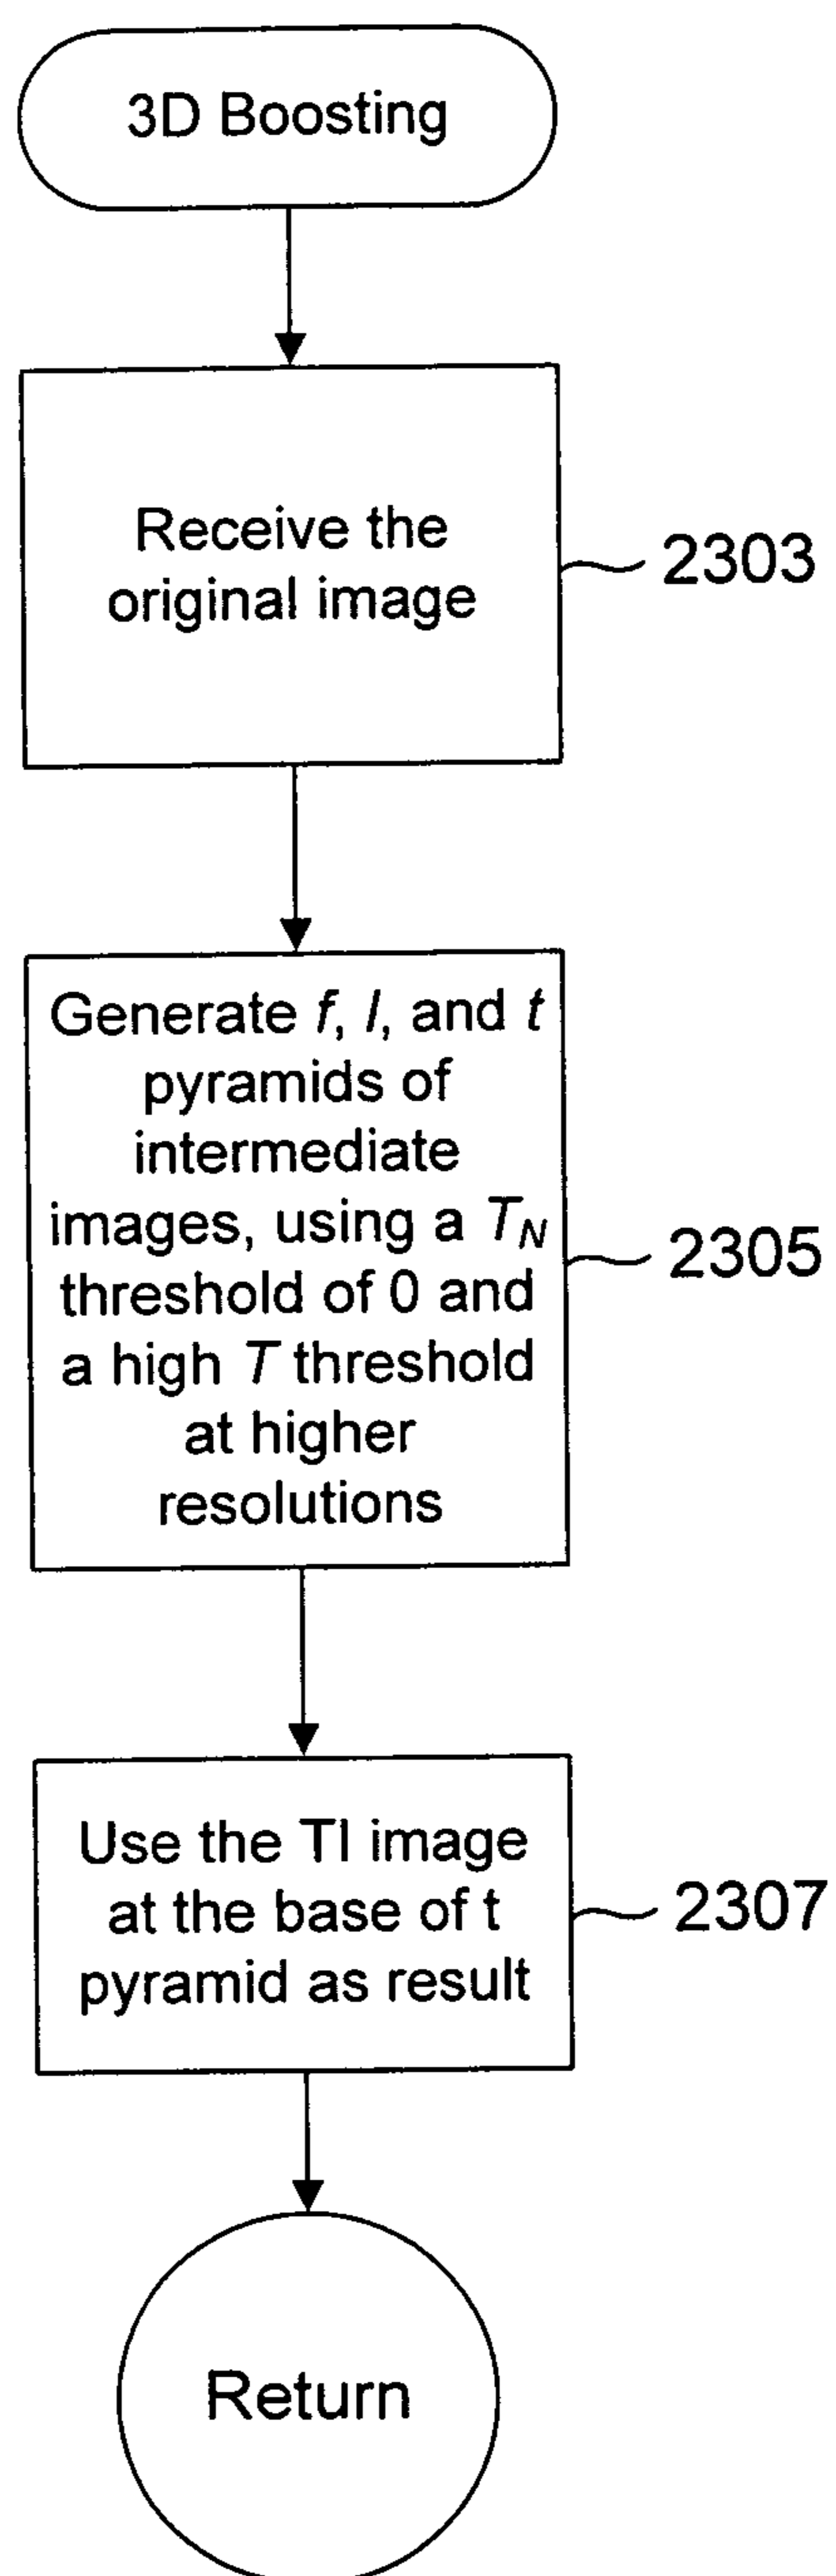 3D Boosting
Receive the
original image
2303
Generate f, l, and t
pyramids of
intermediate
images, using a TN
threshold of 0 and
a high T threshold
at higher
resolutions
2305
Use the TI image
at the base of t
pyramid as result
2307
Return